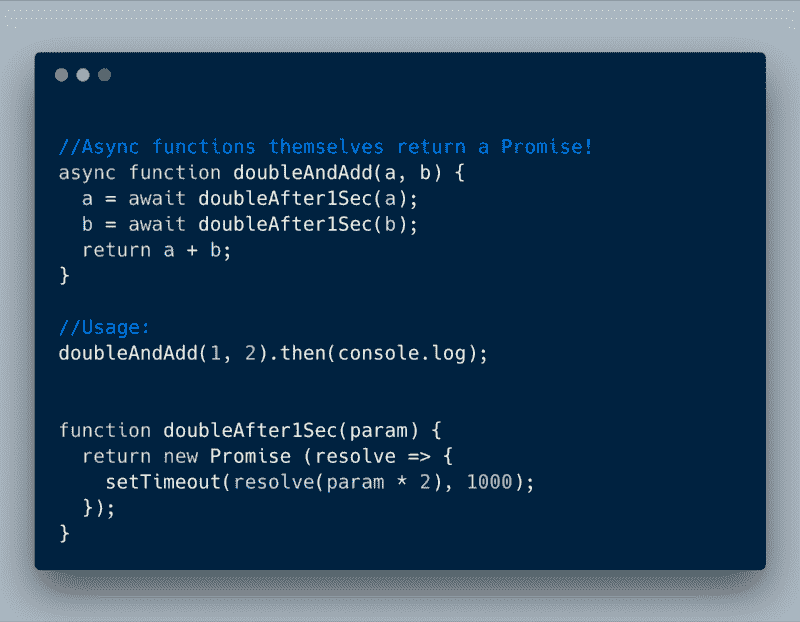 //Async functions themselves return a Promise!
async function doubleAndAdd(a, b) {
  a = await doubleAfter1Sec(a);
  b = await doubleAfter1Sec(b);
  return a + b;
}
//Usage:
doubleAndAdd(1, 2).then(console.log);
function doubleAfter1Sec(param) {
  return new Promise (resolve => {
    setTimeout(resolve(param * 2), 1000);
  });
}